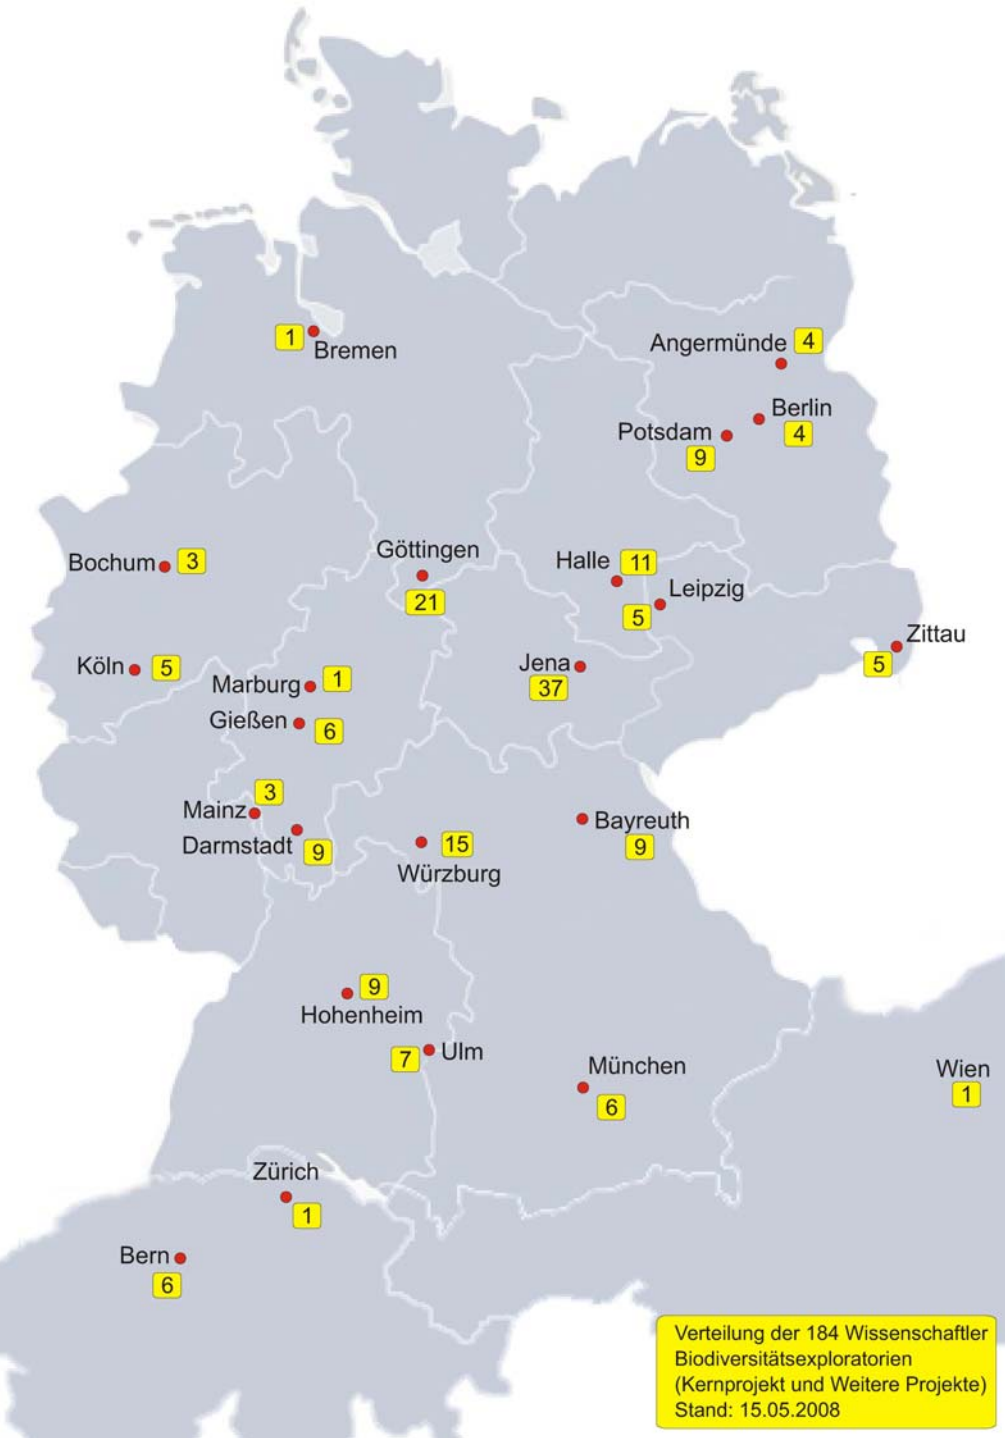 1
Bremen
Angermünde 4
Berlin
4
Potsdam
9
Bochum 3
Göttingen
21
Halle 11
Leipzig
5
Zittau
5
Köln 5
Jena
37
Marburg 1
Gießen 6
3
Mainz
Darmstadt 9
15
Würzburg
Bayreuth
9
9
Hohenheim
7 Ulm
München
6
Wien
1
Zürich
1
Bern
6
Verteilung der 184 Wissenschaftler
Biodiversitätsexploratorien
(Kernprojekt und Weitere Projekte)
Stand: 15.05.2008